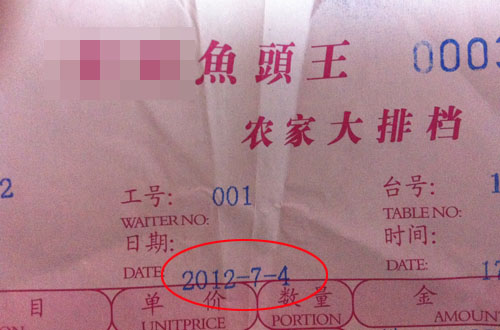 魚頭王 0003
农家大排档
2 工号: 001 台号: 1
WAITER NO: TABLE NO:
日期: 时间:
DATE: 2012-7-4 DATE: 12
目 单价 数量 金
UNITPRICE PORTION AMOUN